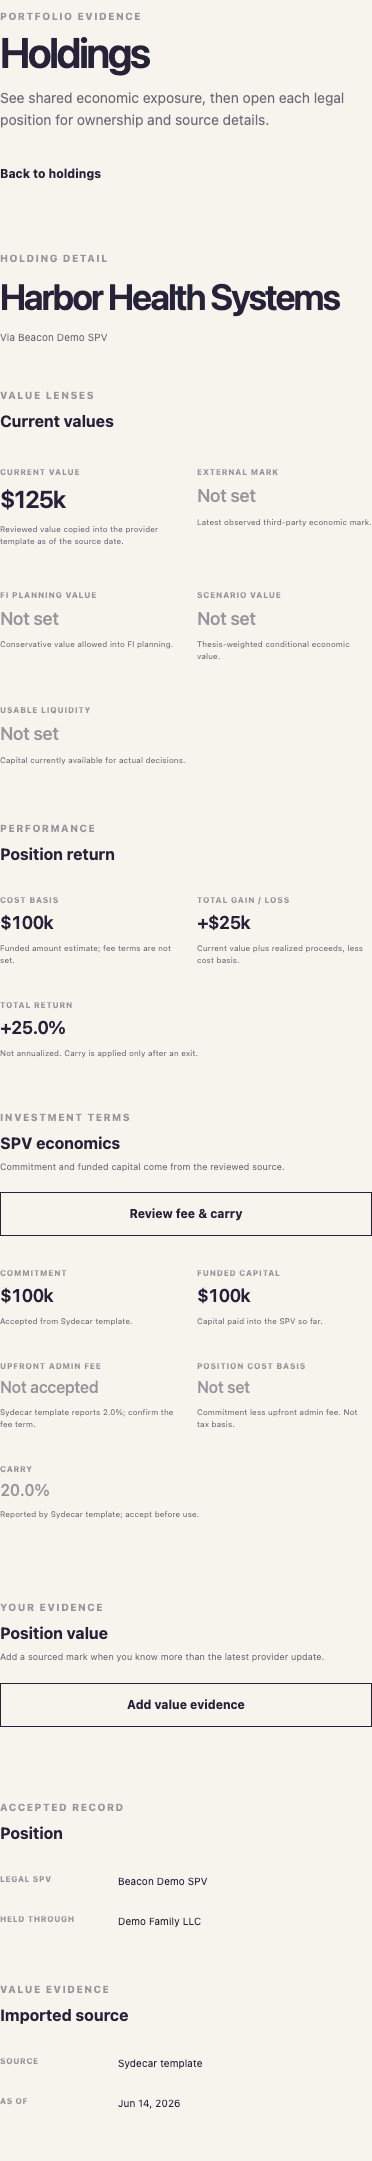 PORTFOLIO EVIDENCE
Holdings
See shared economic exposure, then open each legal
position for ownership and source details.
Back to holdings
HOLDING DETAIL
Harbor Health Systems
Via Beacon Demo SPV
VALUE LENSES
Current values
CURRENT VALUE
$125k
Reviewed value copied into the provider
template as of the source date.
EXTERNAL MARK
Not set
Latest observed third-party economic mark.
FI PLANNING VALUE
Not set
Conservative value allowed into FI planning.
SCENARIO VALUE
Not set
Thesis-weighted conditional economic
value.
USABLE LIQUIDITY
Not set
Capital currently available for actual decisions.
PERFORMANCE
Position return
COST BASIS
$100k
Funded amount estimate; fee terms are not
set.
TOTAL GAIN / LOSS
+$25k
Current value plus realized proceeds, less
cost basis.
TOTAL RETURN
+25.0%
Not annualized. Carry is applied only after an exit.
INVESTMENT TERMS
SPV economics
Commitment and funded capital come from the reviewed source.
Review fee & carry
COMMITMENT
$100k
Accepted from Sydecar template.
FUNDED CAPITAL
$100k
Capital paid into the SPV so far.
UPFRONT ADMIN FEE
Not accepted
Sydecar template reports 2.0%; confirm the
fee term.
POSITION COST BASIS
Not set
Commitment less upfront admin fee. Not
tax basis.
CARRY
20.0%
Reported by Sydecar template; accept before use.
YOUR EVIDENCE
Position value
Add a sourced mark when you know more than the latest provider update.
Add value evidence
ACCEPTED RECORD
Position
LEGAL SPV
Beacon Demo SPV
HELD THROUGH
Demo Family LLC
VALUE EVIDENCE
Imported source
SOURCE
Sydecar template
AS OF
Jun 14, 2026